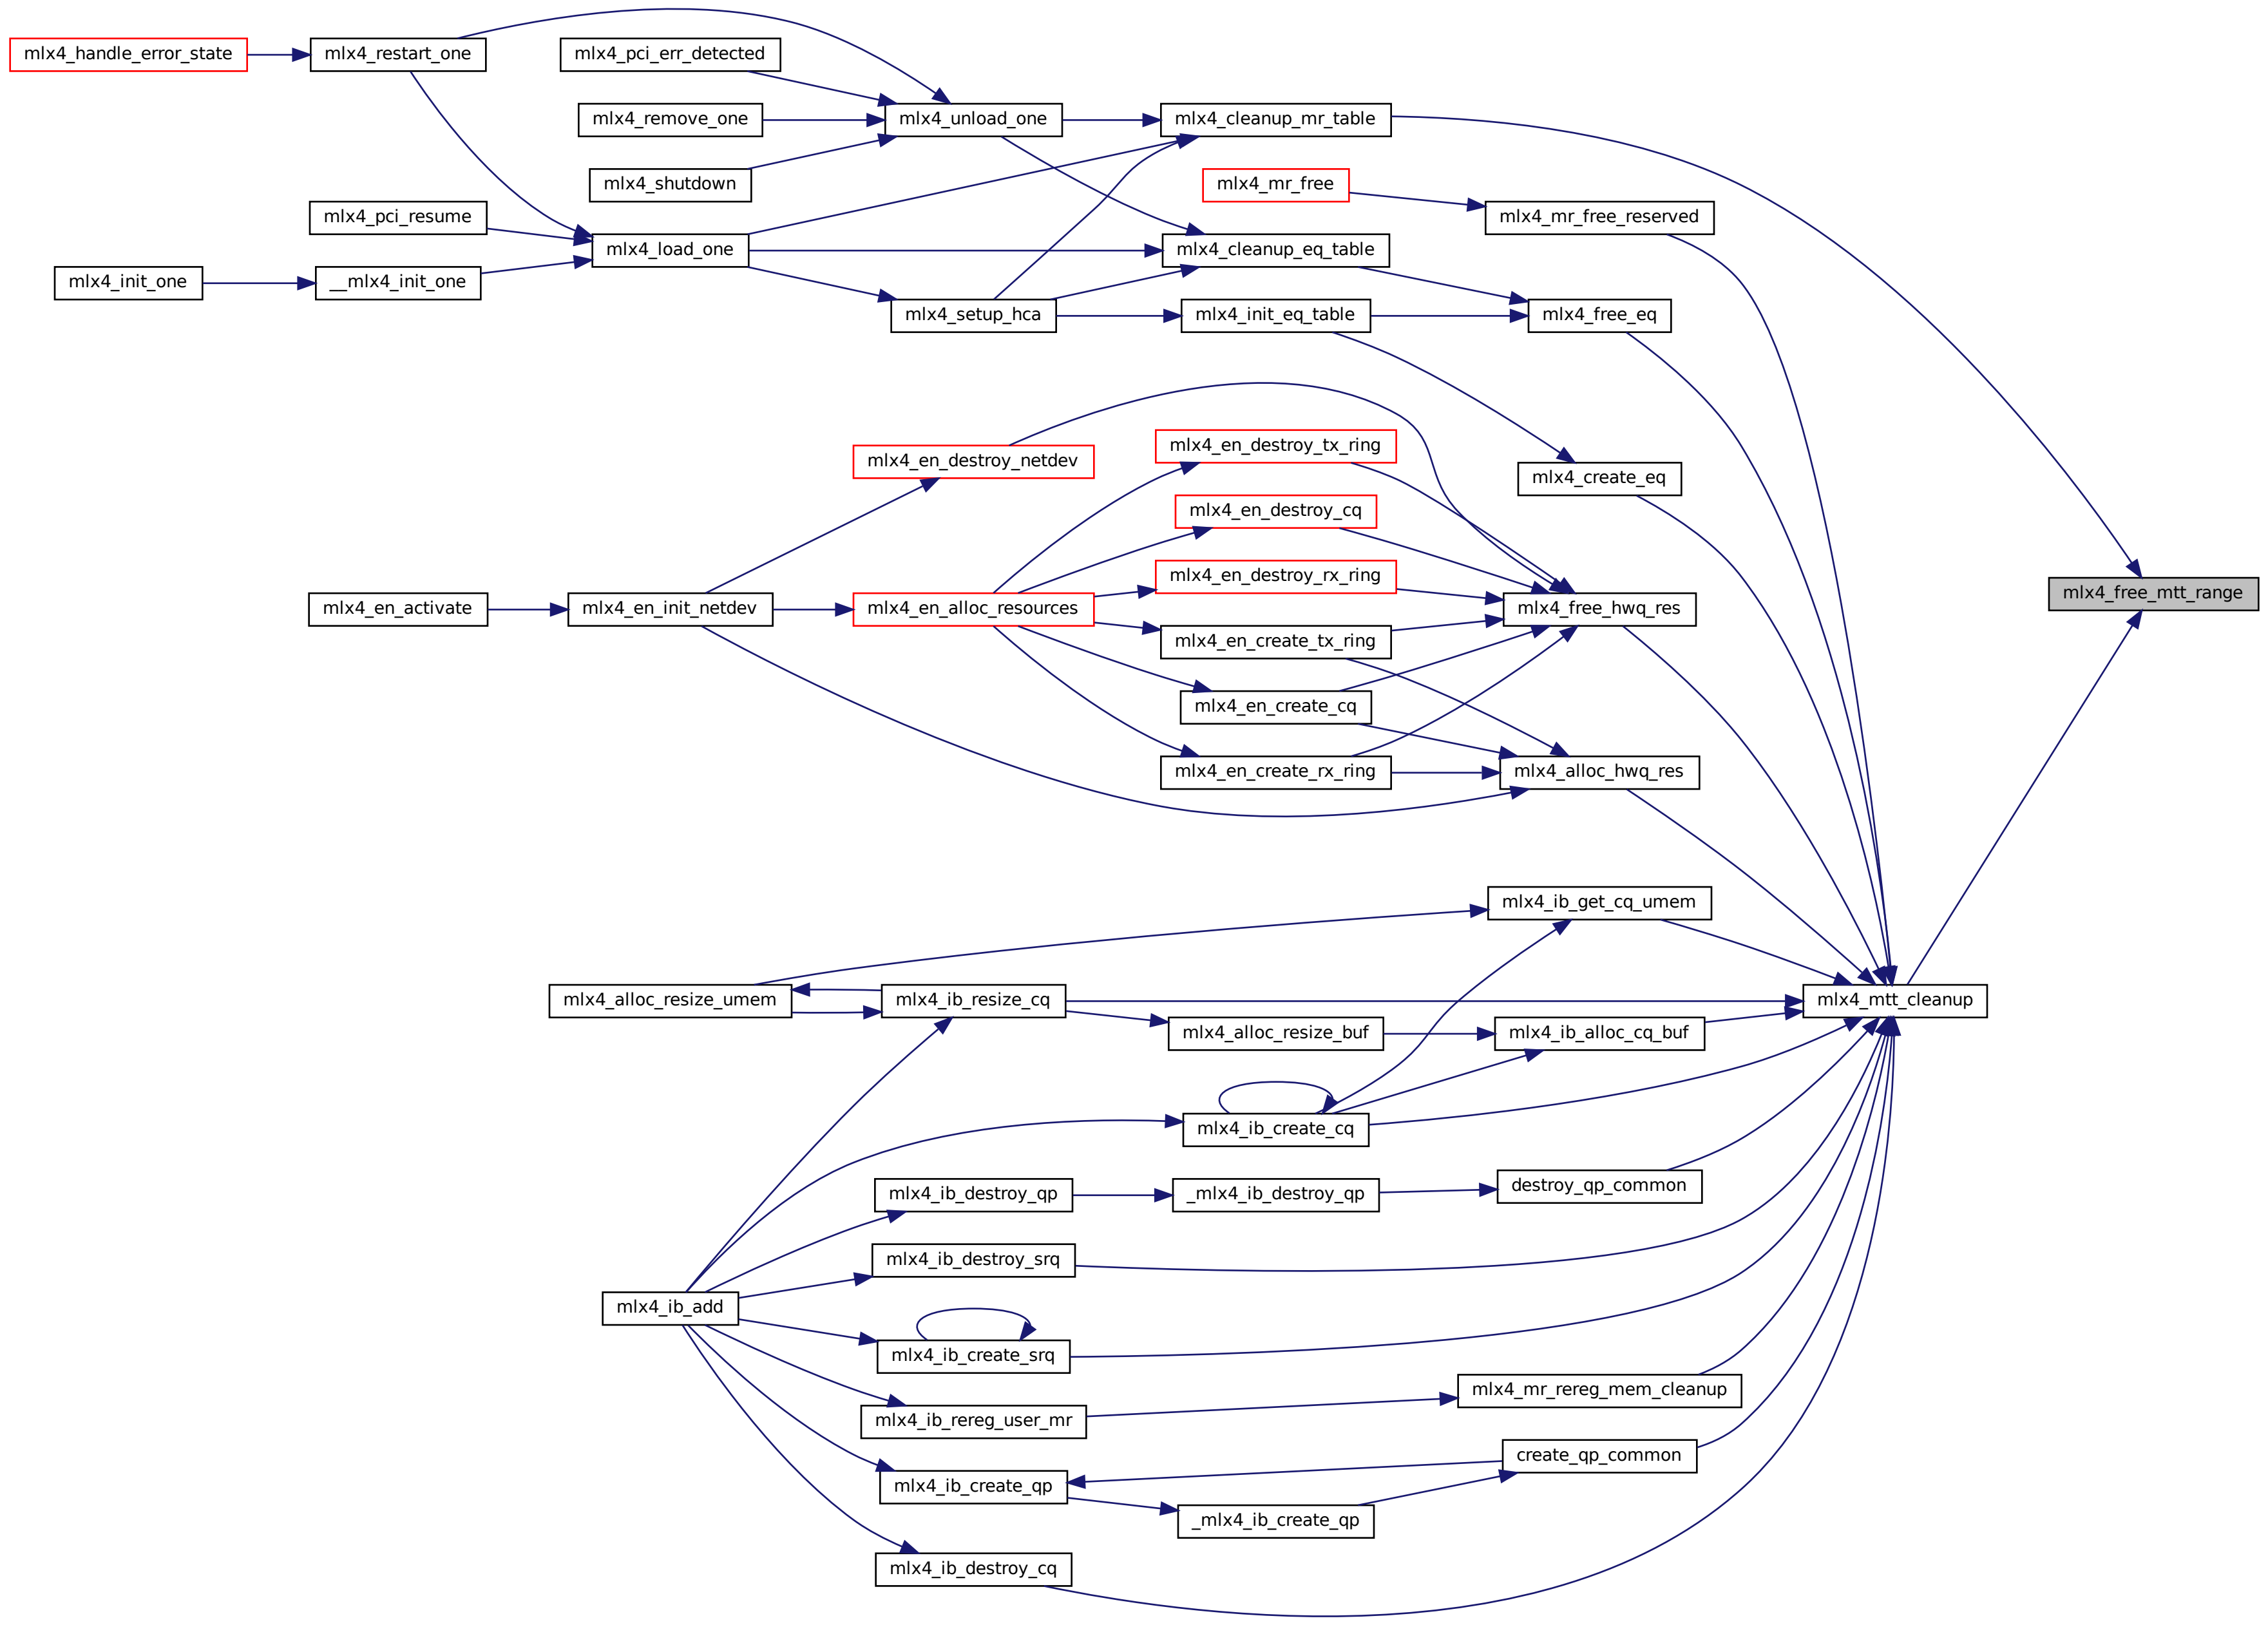 mlx4_handle_error_state
mlx4_restart_one
mlx4_pci_err_detected
mlx4_remove_one
mlx4_unload_one
mlx4_cleanup_mr_table
mlx4_shutdown
mlx4_mr_free
mlx4_mr_free_reserved
mlx4_pci_resume
mlx4_load_one
mlx4_cleanup_eq_table
mlx4_init_one
__mlx4_init_one
mlx4_setup_hca
mlx4_init_eq_table
mlx4_free_eq
mlx4_en_destroy_netdev
mlx4_en_destroy_tx_ring
mlx4_create_eq
mlx4_en_destroy_cq
mlx4_en_destroy_rx_ring
mlx4_free_mtt_range
mlx4_en_activate
mlx4_en_init_netdev
mlx4_en_alloc_resources
mlx4_free_hwq_res
mlx4_en_create_tx_ring
mlx4_en_create_cq
mlx4_en_create_rx_ring
mlx4_alloc_hwq_res
mlx4_ib_get_cq_umem
mlx4_alloc_resize_umem
mlx4_ib_resize_cq
mlx4_mtt_cleanup
mlx4_alloc_resize_buf
mlx4_ib_alloc_cq_buf
mlx4_ib_create_cq
mlx4_ib_destroy_qp
_mlx4_ib_destroy_qp
destroy_qp_common
mlx4_ib_destroy_srq
mlx4_ib_add
mlx4_ib_create_srq
mlx4_mr_rereg_mem_cleanup
mlx4_ib_rereg_user_mr
create_qp_common
mlx4_ib_create_qp
_mlx4_ib_create_qp
mlx4_ib_destroy_cq